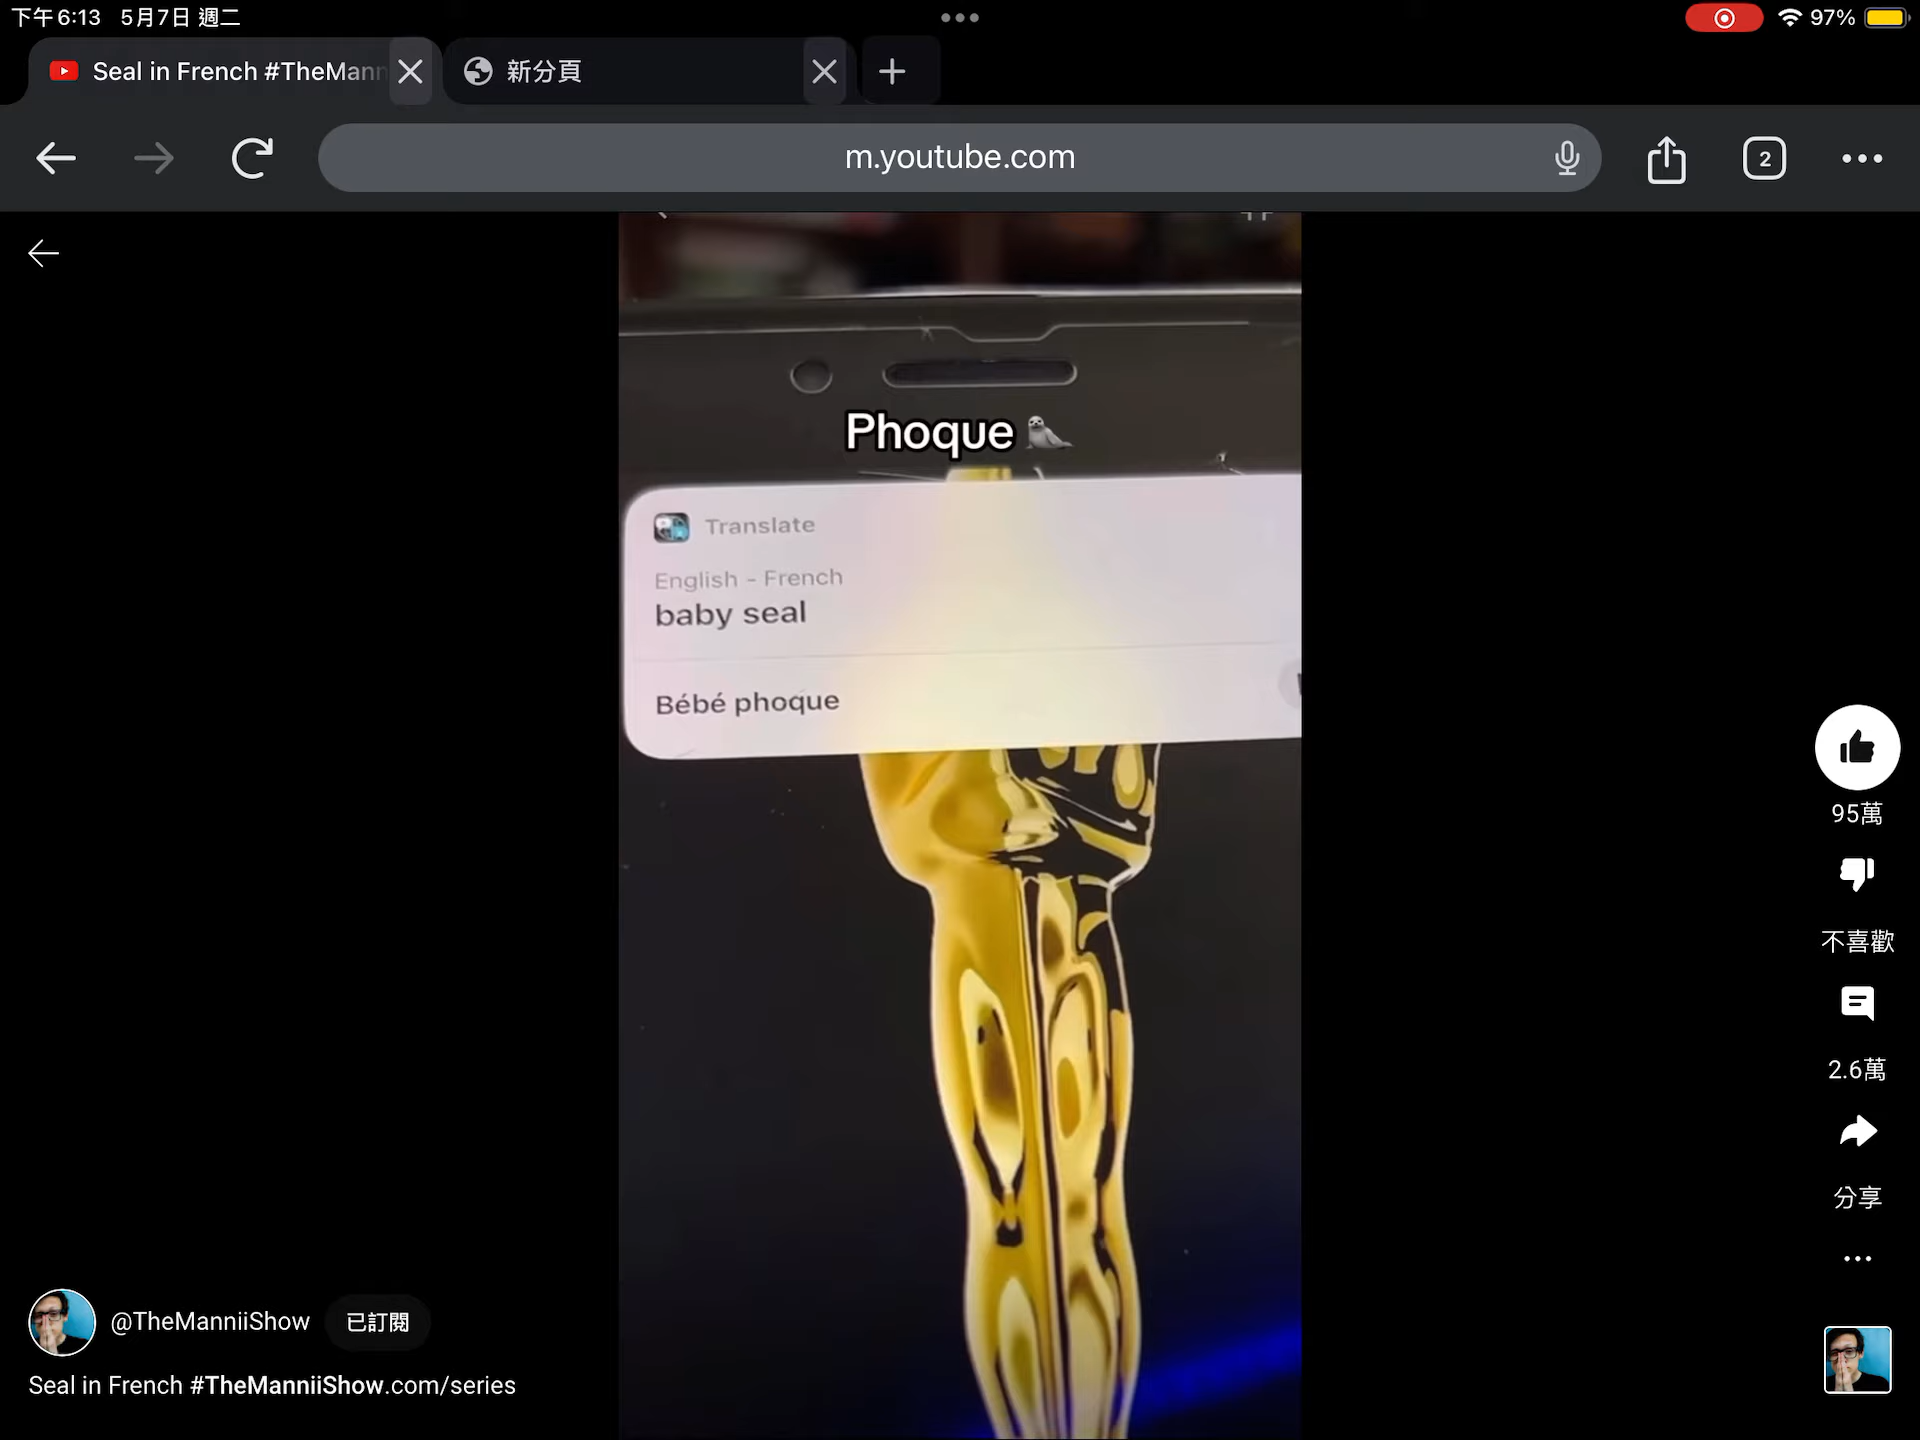 下午6:13 5月7日 週二
97%
Seal in French #TheMann
新分頁
m.youtube.com
2
Phoque
Translate
English - French
baby seal
Bébé phoque
95萬
不喜歡
2.6萬
分享
@TheManniiShow
已訂閱
Seal in French #TheManniiShow.com/series